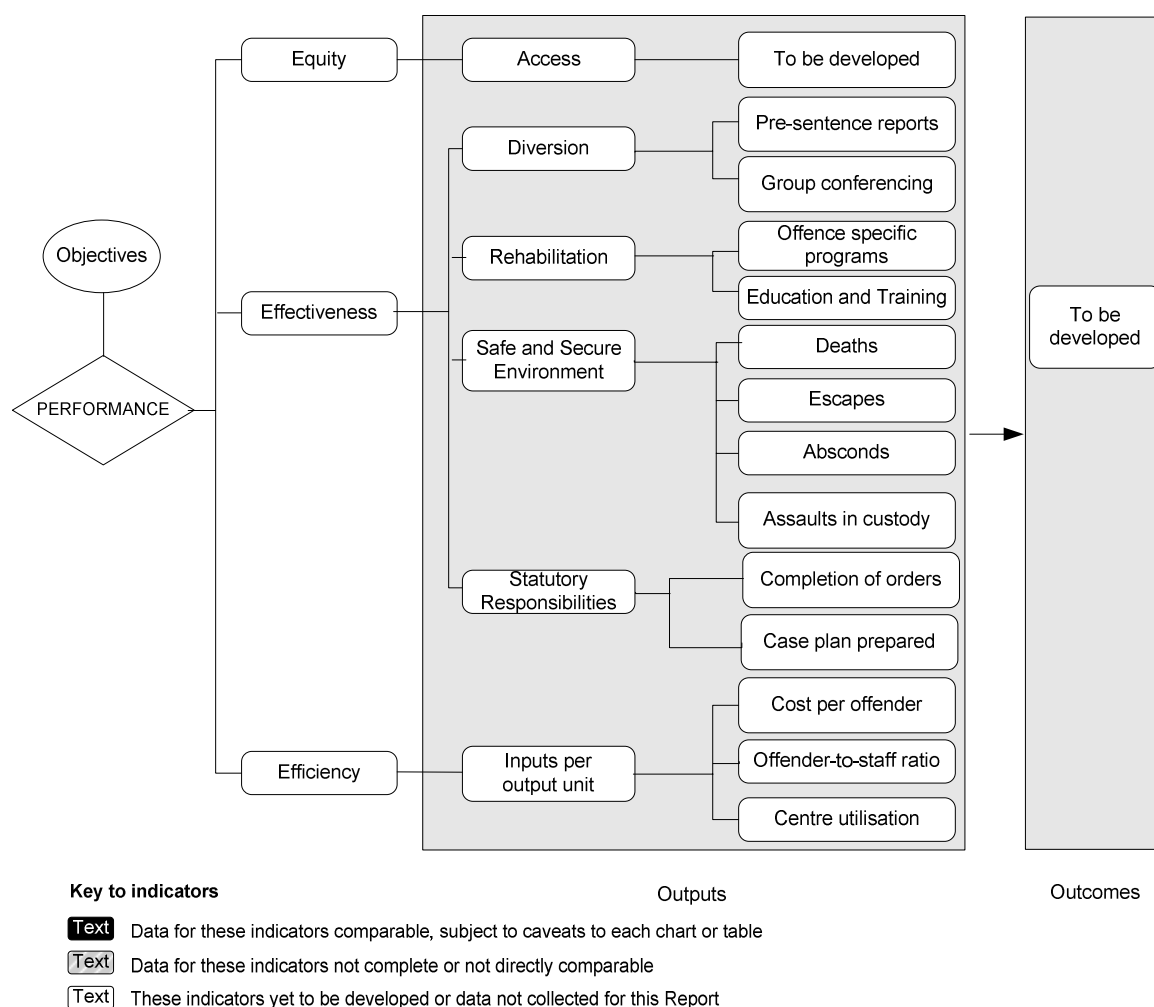 Equity
Access
To be developed
Diversion
Pre-sentence reports
Group conferencing
Objectives
Rehabilitation
Offence specific
programs
Education and Training
Effectiveness
Safe and Secure
Environment
Deaths
Escapes
Absconds
Assaults in custody
To be
developed
PERFORMANCE
Statutory
Responsibilities
Completion of orders
Case plan prepared
Efficiency
Inputs per
output unit
Cost per offender
Offender-to-staff ratio
Centre utilisation
Key to indicators
Outputs
Outcomes
Text Data for these indicators comparable, subject to caveats to each chart or table
Text Data for these indicators not complete or not directly comparable
Text These indicators yet to be developed or data not collected for this Report